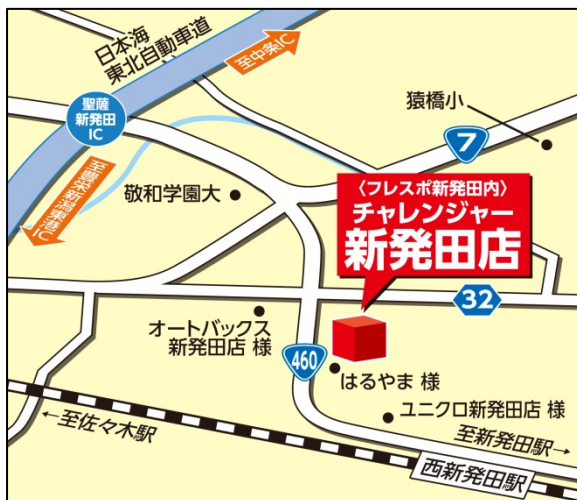 日本海
東北自動車道
至中条IC
聖薩
新発田
IC
猿橋小
7
至豊栄新潟東港IC
敬和学園大
〈フレスポ新発田内〉
チャレンジャー
新発田店
32
オートバックス
新発田店 様
460
はるやま 様
ユニクロ新発田店 様
←至佐々木駅
至新発田駅→
西新発田駅